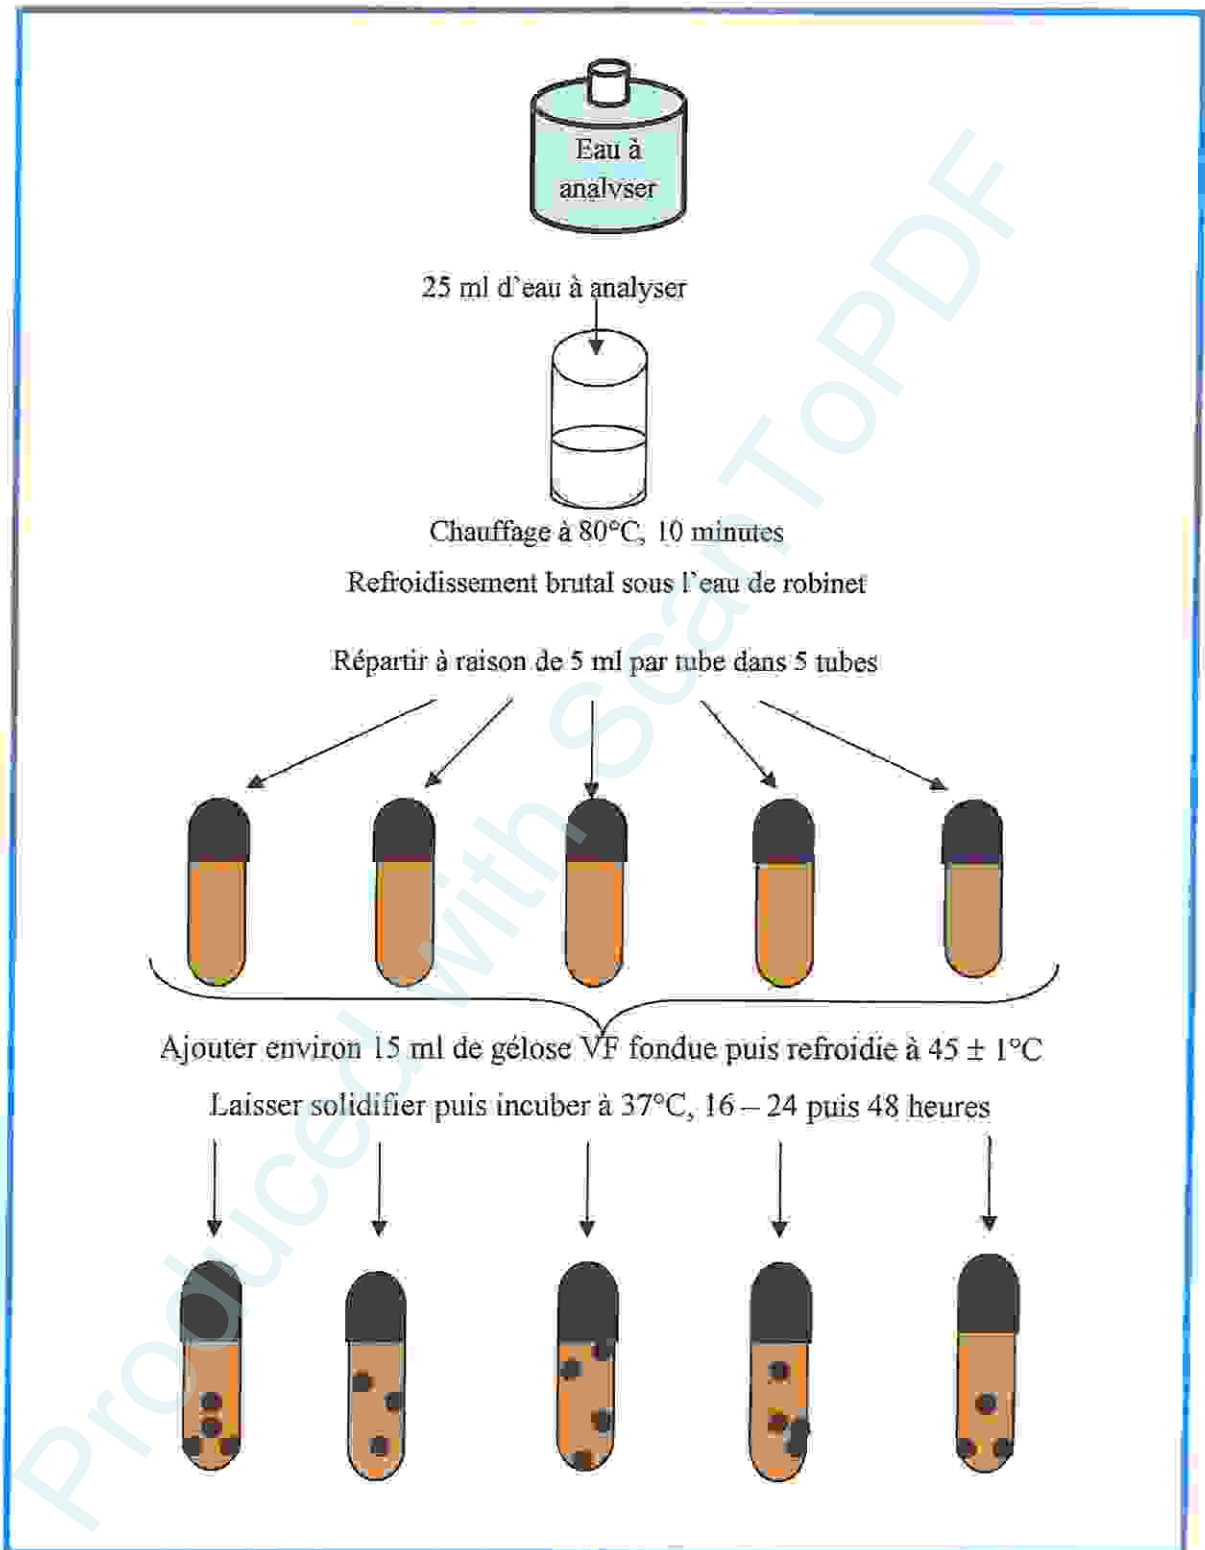 Eau à
analyser
25 ml d'eau à analyser
Chauffage à 80°C, 10 minutes
Refroidissement brutal sous l'eau de robinet
Répartir à raison de 5 ml par tube dans 5 tubes
Ajouter environ 15 ml de gélose VF fondue puis refroidie à 45 ± 1°C
Laisser solidifier puis incuber à 37°C, 16 – 24 puis 48 heures
Produced with ScanToPDF